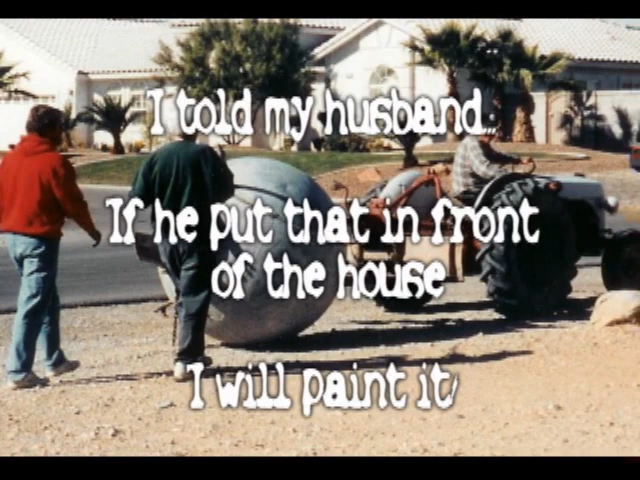 I told my husband...
If he put that in front
of the house
I will paint it!